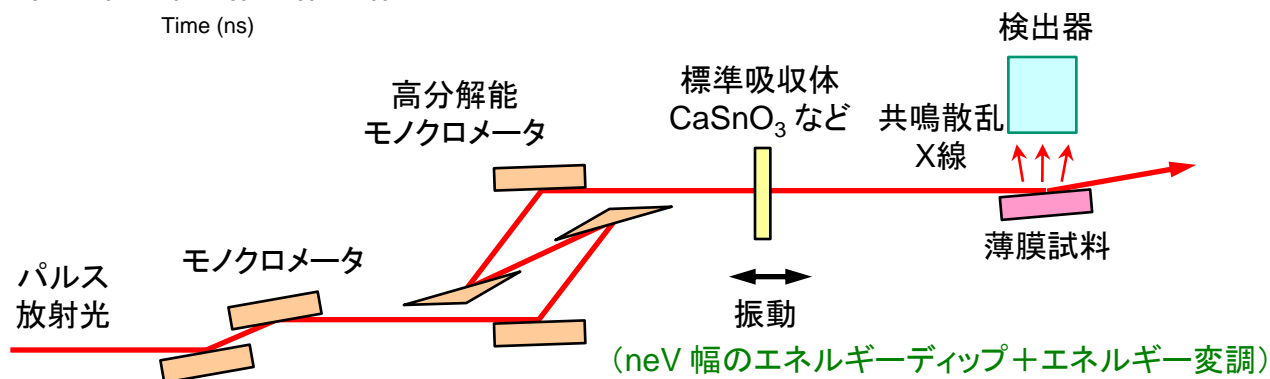 Time (ns)
検出器
標準吸収体
CaSnO₃ など
高分解能
モノクロメータ
共鳴散乱
X線
薄膜試料
モノクロメータ
パルス
放射光
振動
(neV 幅のエネルギーディップ+エネルギー変調)